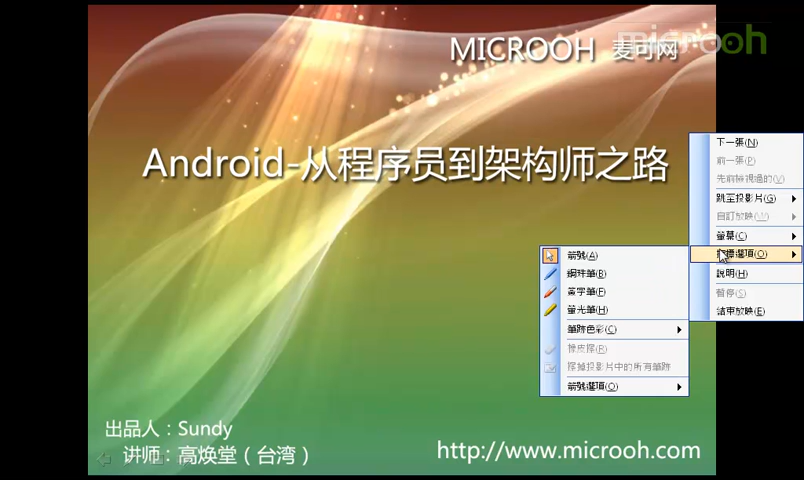 microoh
MICROOH 麦可网
Android-从程序员到架构师之路
下一張(N)
前一張(P)
先前檢視過的(V)
跳至投影片(G)
自訂放映(W)
螢幕(C)
指標選項(O)
說明(H)
暫停(S)
結束放映(E)
箭號(A)
鋼珠筆(B)
簽字筆(F)
螢光筆(H)
筆跡色彩(C)
橡皮擦(R)
擦掉投影片中的所有筆跡
箭號選項(O)
出品人：Sundy
讲师：高焕堂（台湾）
http://www.microoh.com